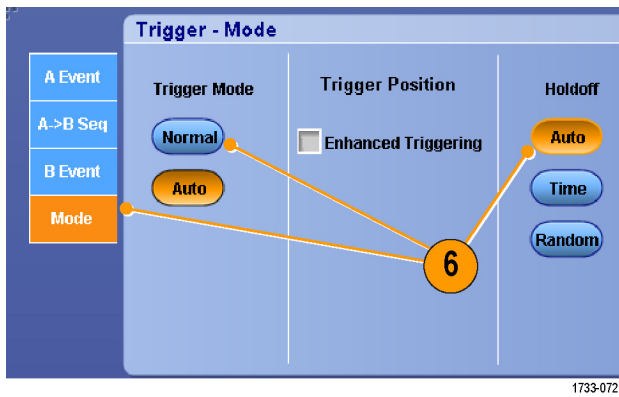 Trigger - Mode
A Event
A->B Seq
B Event
Mode
Trigger Mode
Normal
Auto
Trigger Position
Enhanced Triggering
Holdoff
Auto
Time
Random
6
1733-072